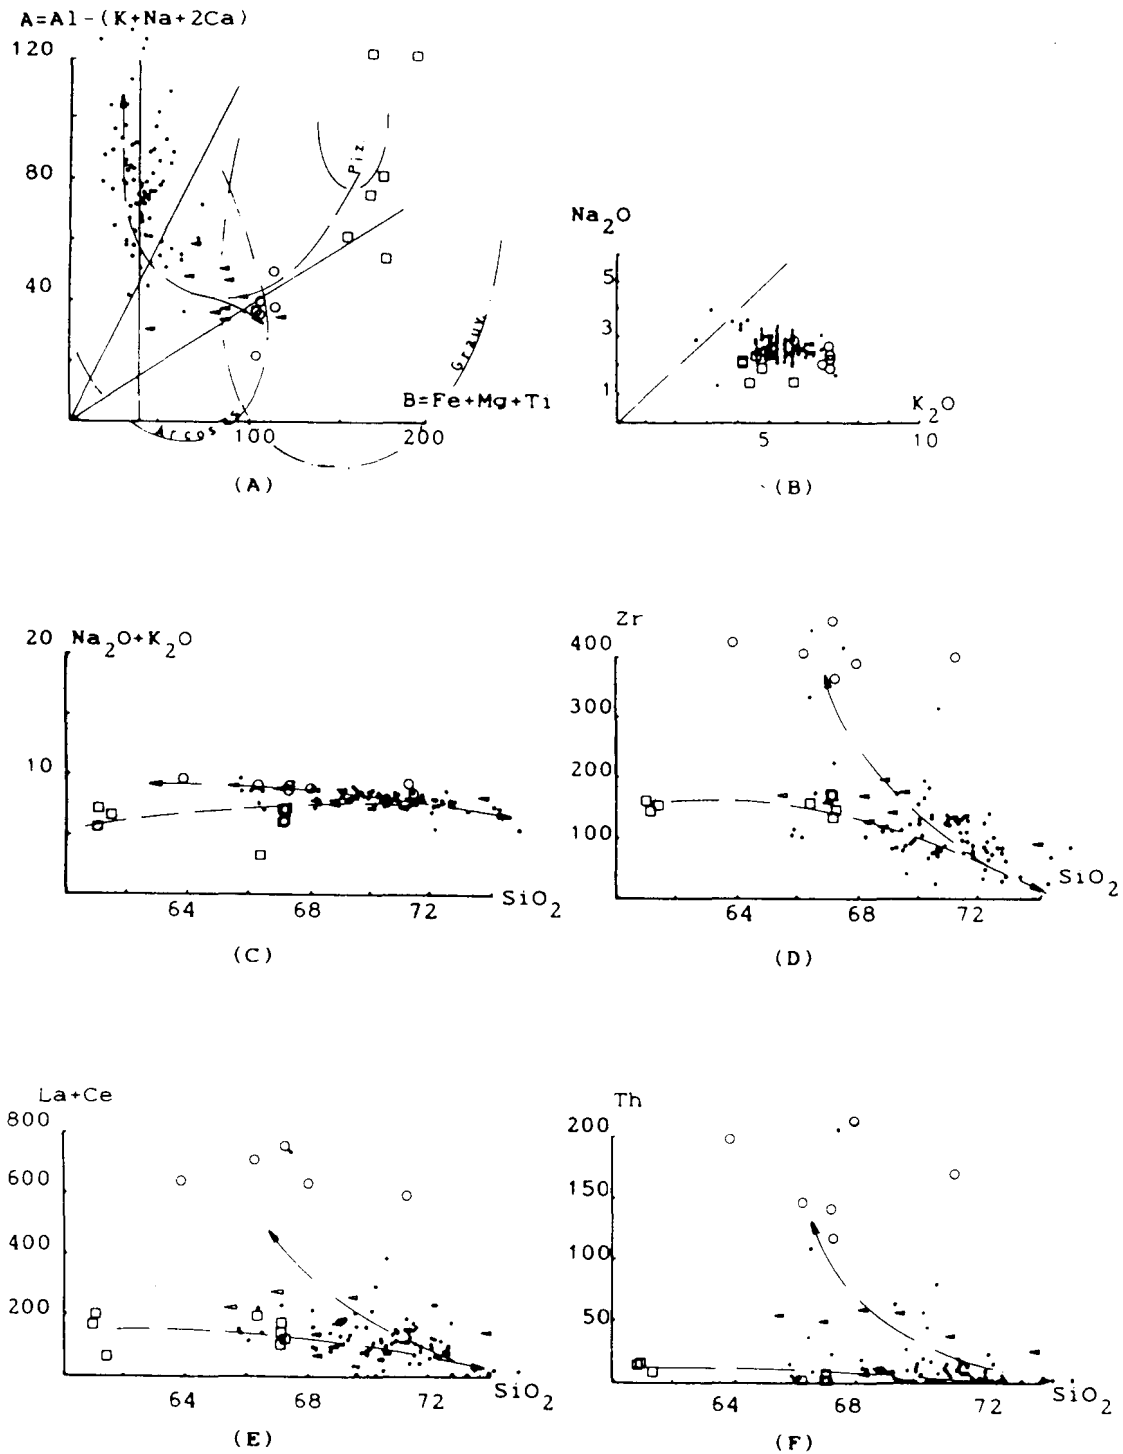 A=Al-(K+Na+2Ca)
120
80
40
Piz.
Grauv.
Arcos
B=Fe+Mg+Ti
100
200
(A)
Na2O
5
3
1
K2O
5
10
(B)
20
Na2O+K2O
10
SiO2
64
68
72
(C)
Zr
400
300
200
100
SiO2
64
68
72
(D)
La+Ce
800
600
400
200
SiO2
64
68
72
(E)
Th
200
150
100
50
SiO2
64
68
72
(F)